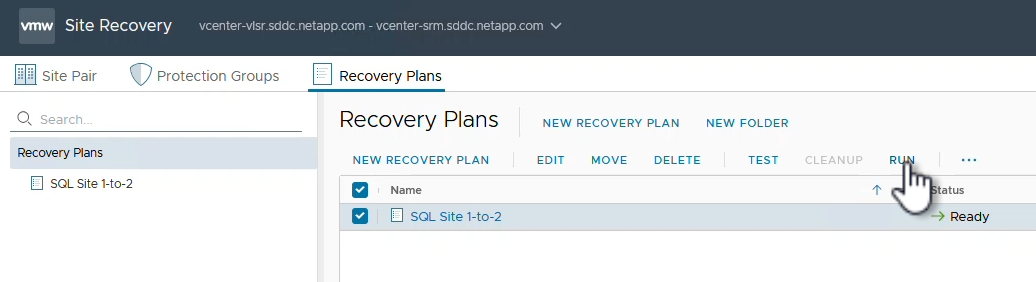 vmw Site Recovery vcenter-vlsr.sddc.netapp.com - vcenter-srm.sddc.netapp.com
Site Pair Protection Groups Recovery Plans
Search...
Recovery Plans
SQL Site 1-to-2
Recovery Plans NEW RECOVERY PLAN NEW FOLDER
NEW RECOVERY PLAN EDIT MOVE DELETE TEST CLEANUP RUN ...
Name Status
SQL Site 1-to-2 Ready